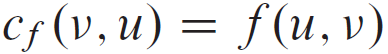 c_f(ν, u) = f(u, ν)